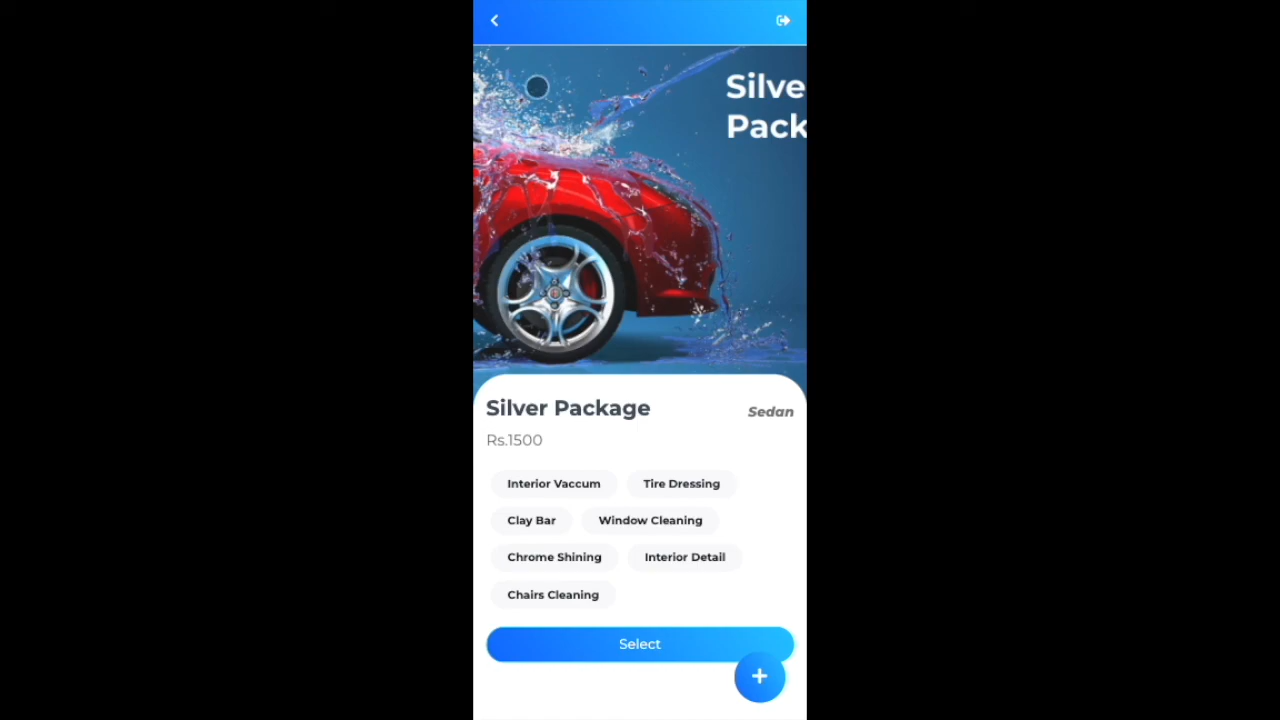 Silve
Pack
Silver Package
Sedan
Rs.1500
Interior Vaccum
Tire Dressing
Clay Bar
Window Cleaning
Chrome Shining
Interior Detail
Chairs Cleaning
Select
+